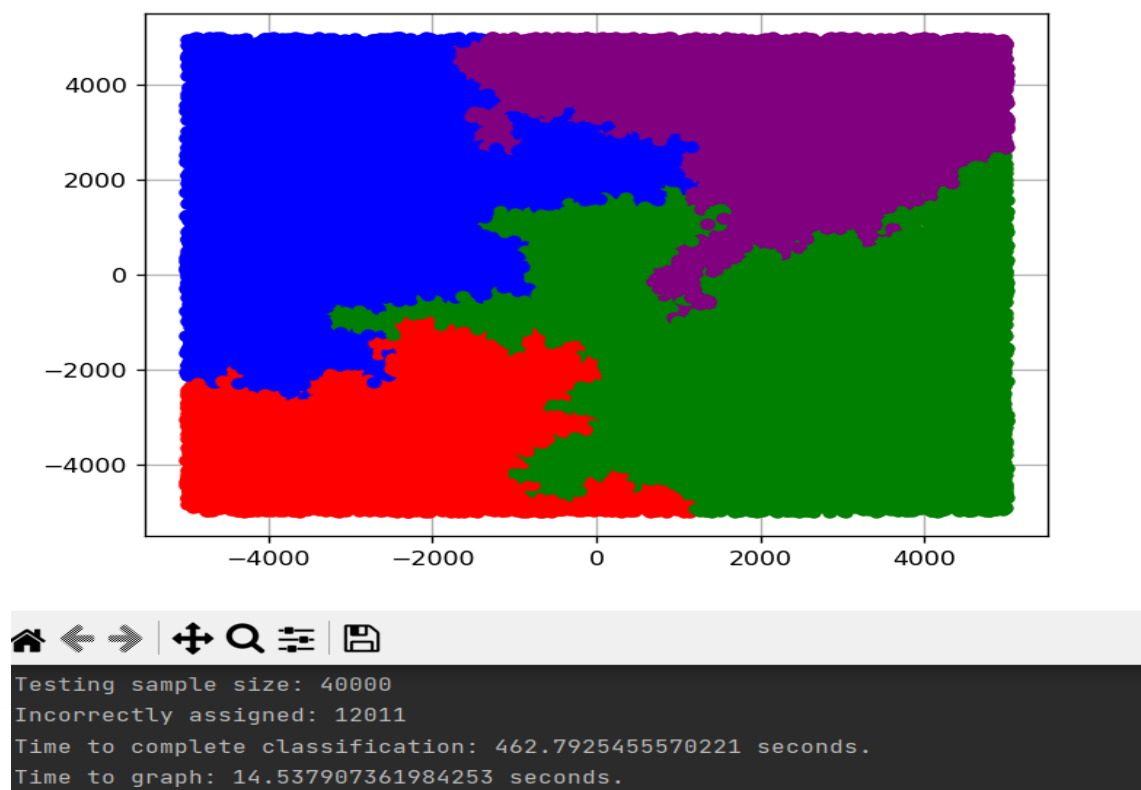 4000
2000
0
−2000
−4000
−4000 −2000 0 2000 4000
Testing sample size: 40000
Incorrectly assigned: 12011
Time to complete classification: 462.7925455570221 seconds.
Time to graph: 14.537907361984253 seconds.